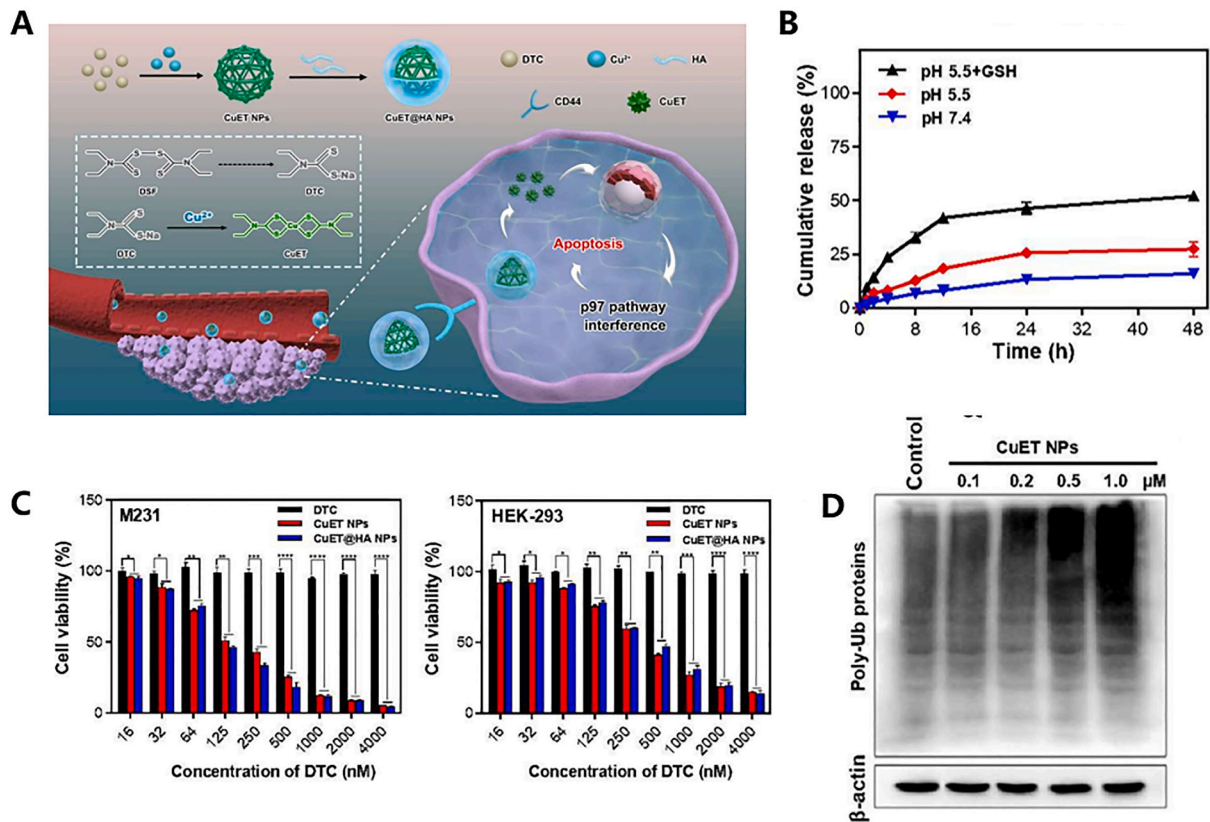 A
DTC
Cu²⁺
HA
CuET NPs
CuET@HA NPs
CD44
CuET
N
S
S
S
S
N
DSF
N
S
S-Na
DTC
N
S
S-Na
DTC
Cu²⁺
N
S
S
Cu
S
S
N
CuET
Apoptosis
p97 pathway
interference
B
Cumulative release (%)
100
75
50
25
0
pH 5.5+GSH
pH 5.5
pH 7.4
0 8 16 24 32 40 48
Time (h)
C
M231
Cell viability (%)
150
100
50
0
DTC
CuET NPs
CuET@HA NPs
* * ** ** *** **** **** **** ****
16 32 64 125 250 500 1000 2000 4000
Concentration of DTC (nM)
HEK-293
Cell viability (%)
150
100
50
0
DTC
CuET NPs
CuET@HA NPs
* * * ** ** ** *** **** ****
16 32 64 125 250 500 1000 2000 4000
Concentration of DTC (nM)
D
Control
CuET NPs
0.1 0.2 0.5 1.0 μM
Poly-Ub proteins
β-actin